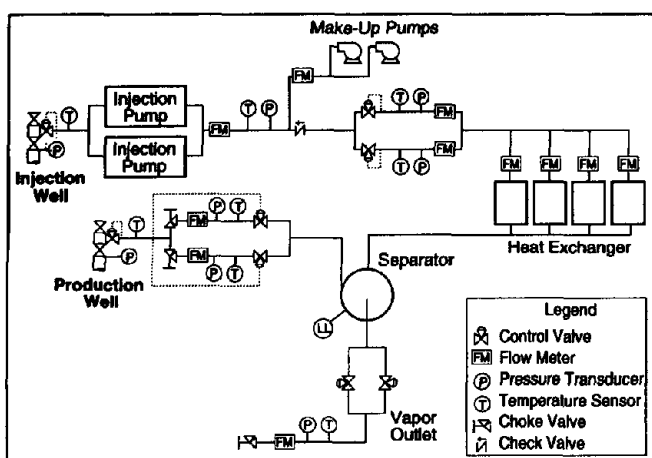 Make-Up Pumps
FM
Injection
Pump
T
T
P
FM
T
P
FM
Injection
Pump
P
Injection
Well
T
P
FM
FM
FM
FM
FM
T
FM
P
T
P
FM
P
T
Production
Well
Separator
Heat Exchanger
LL
Vapor
Outlet
FM
P
T
Legend
Control Valve
FM Flow Meter
P Pressure Transducer
T Temperature Sensor
Choke Valve
Check Valve